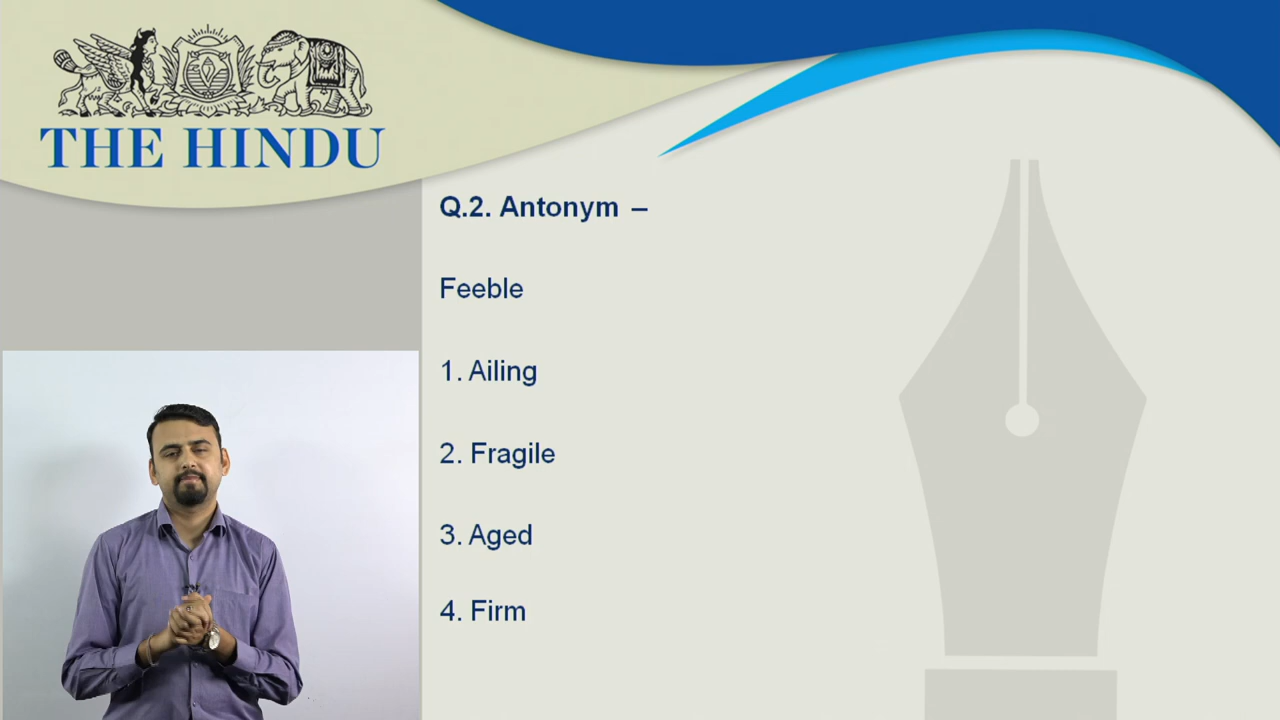 THE HINDU
Q.2. Antonym –
Feeble
1. Ailing
2. Fragile
3. Aged
4. Firm